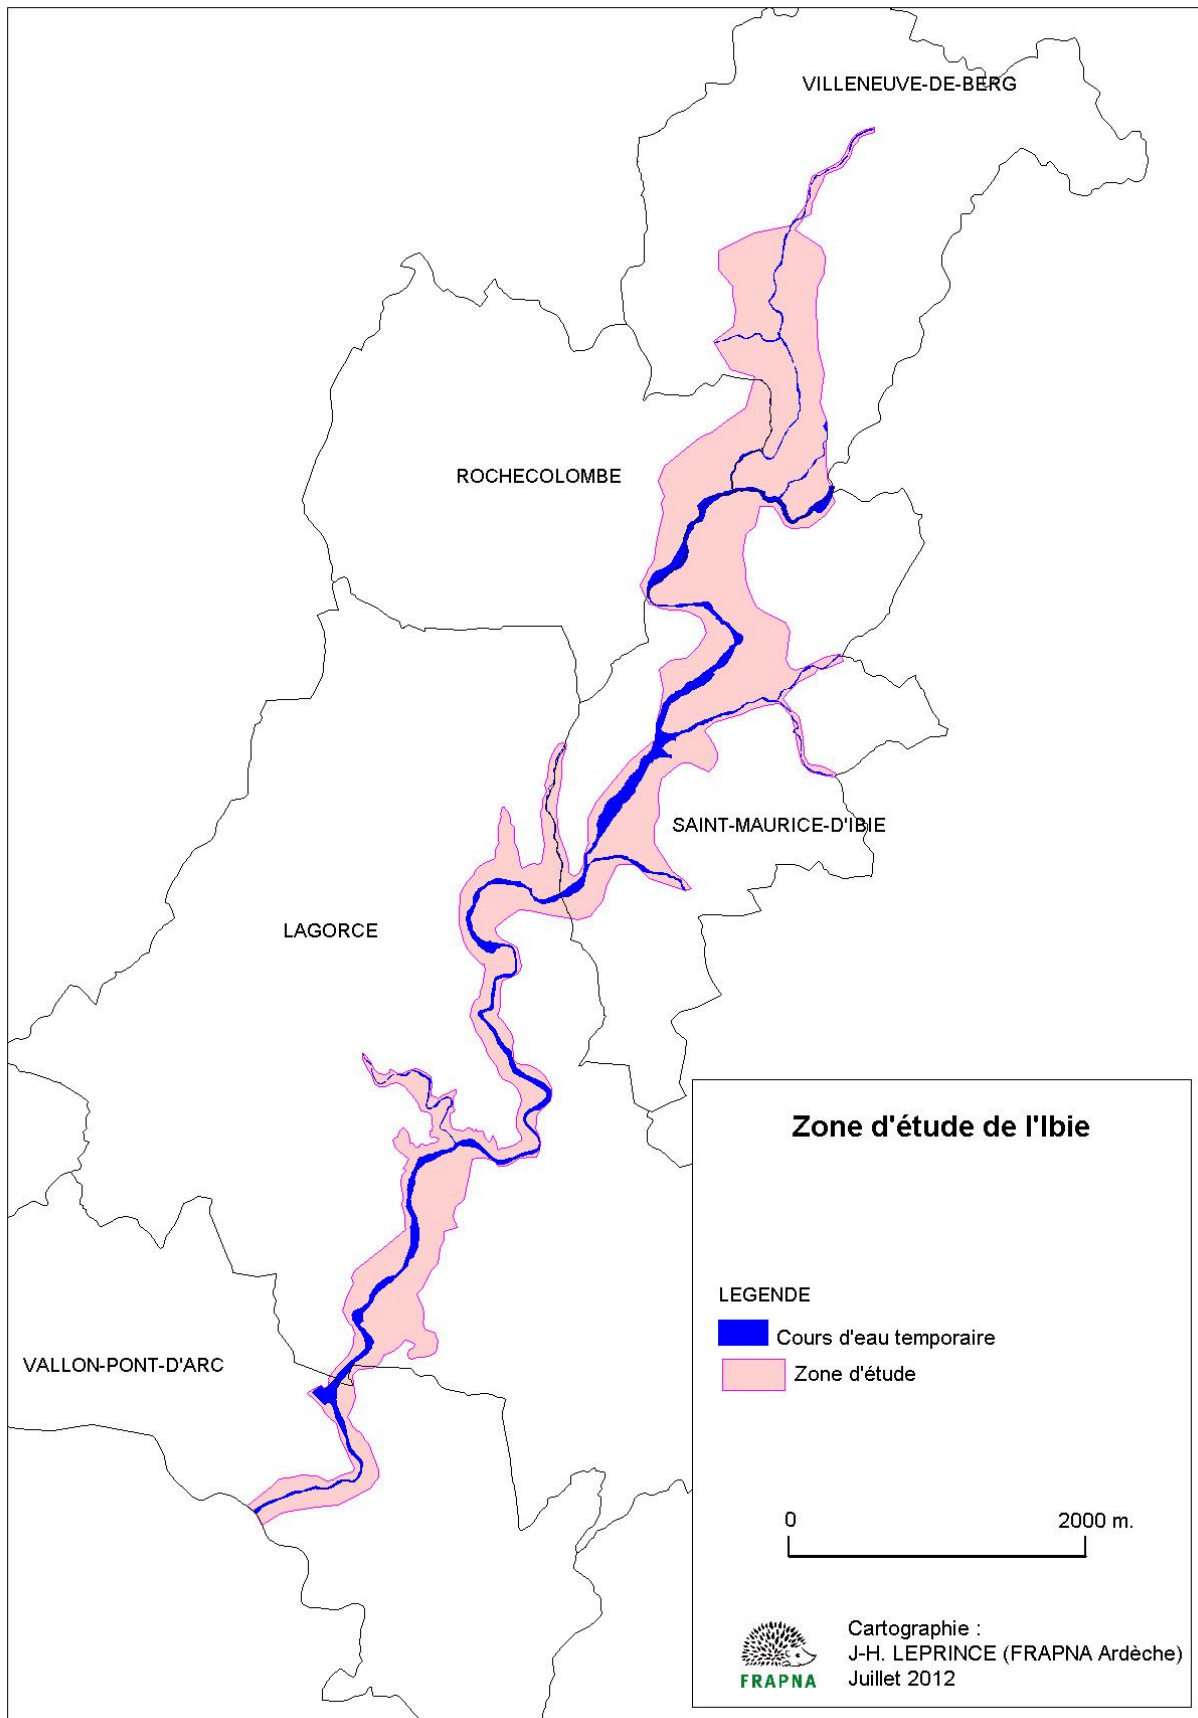 VILLENEUVE-DE-BERG
ROCHECOLOMBE
SAINT-MAURICE-D'IBIE
LAGORCE
VALLON-PONT-D'ARC
Zone d'étude de l'Ibie
LEGENDE
Cours d'eau temporaire
Zone d'étude
0 2000 m.
Cartographie :
J-H. LEPRINCE (FRAPNA Ardèche)
Juillet 2012
FRAPNA